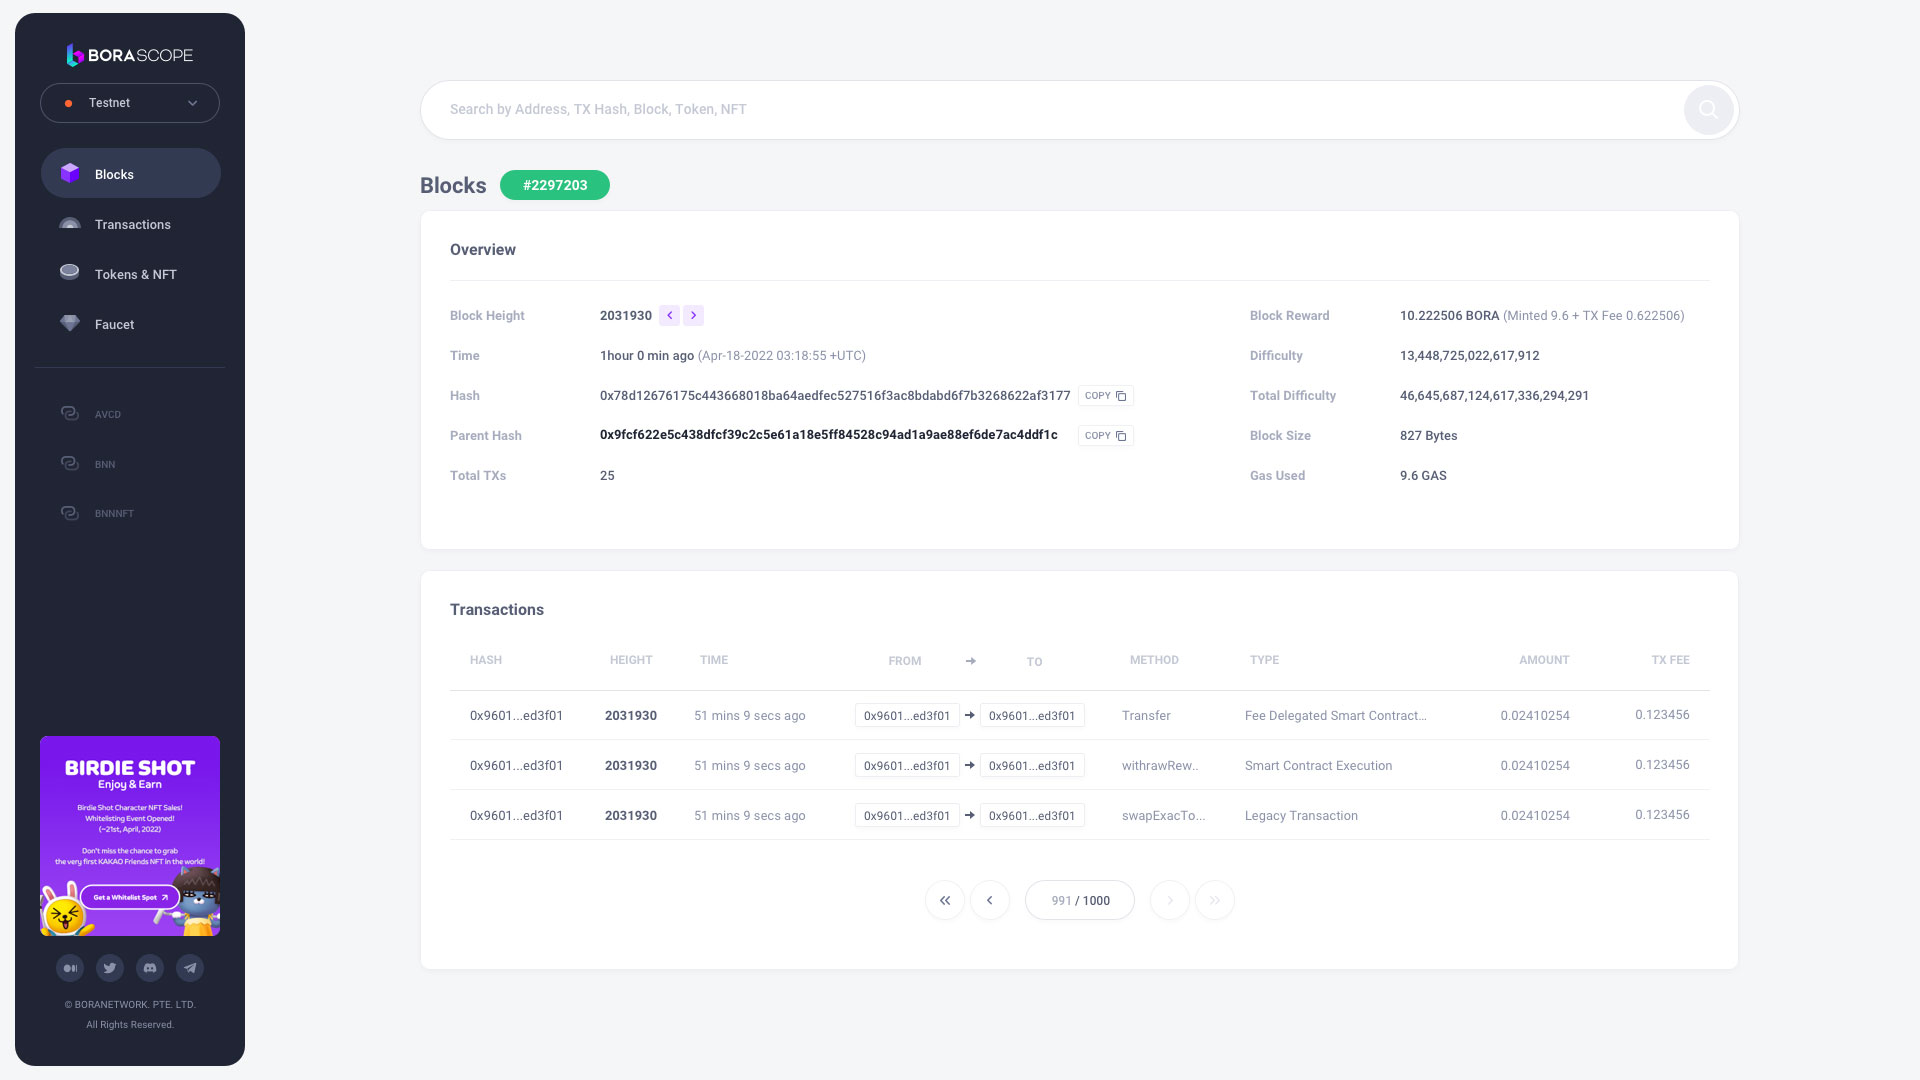 BORASCOPE
Testnet
Blocks
Transactions
Tokens & NFT
Faucet
AVCD
BNN
BNNNFT
BIRDIE SHOT
Enjoy & Earn
Birdie Shot Character NFT Sales!
Whitelisting Event Opened!
(~21st, April, 2022)
Don't miss the chance to grab
the very first KAKAO Friends NFT in the world!
Get a Whitelist Spot
© BORANETWORK. PTE. LTD.
All Rights Reserved.
Search by Address, TX Hash, Block, Token, NFT
Blocks #2297203
Overview
Block Height 2031930
Time 1hour 0 min ago (Apr-18-2022 03:18:55 +UTC)
Hash 0x78d12676175c443668018ba64aedfec527516f3ac8bdabd6f7b3268622af3177 COPY
Parent Hash 0x9fcf622e5c438dfcf39c2c5e61a18e5ff84528c94ad1a9ae88ef6de7ac4ddf1c COPY
Total TXs 25
Block Reward 10.222506 BORA (Minted 9.6 + TX Fee 0.622506)
Difficulty 13,448,725,022,617,912
Total Difficulty 46,645,687,124,617,336,294,291
Block Size 827 Bytes
Gas Used 9.6 GAS
Transactions
HASH HEIGHT TIME FROM TO METHOD TYPE AMOUNT TX FEE
0x9601...ed3f01 2031930 51 mins 9 secs ago 0x9601...ed3f01 0x9601...ed3f01 Transfer Fee Delegated Smart Contract... 0.02410254 0.123456
0x9601...ed3f01 2031930 51 mins 9 secs ago 0x9601...ed3f01 0x9601...ed3f01 withrawRew.. Smart Contract Execution 0.02410254 0.123456
0x9601...ed3f01 2031930 51 mins 9 secs ago 0x9601...ed3f01 0x9601...ed3f01 swapExacTo... Legacy Transaction 0.02410254 0.123456
991 / 1000